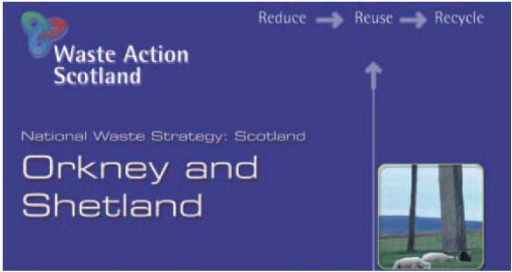 Reduce → Reuse → Recycle
Waste Action
Scotland
National Waste Strategy: Scotland
Orkney and
Shetland